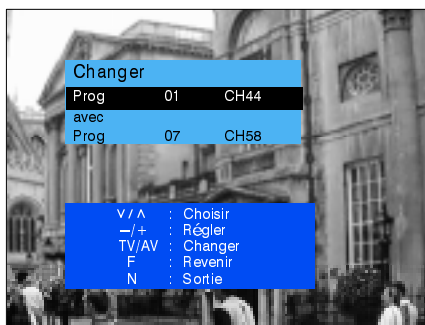 Changer
Prog 01 CH44
avec
Prog 07 CH58
∨/∧ : Choisir
–/+ : Régler
TV/AV : Changer
F : Revenir
N : Sortie